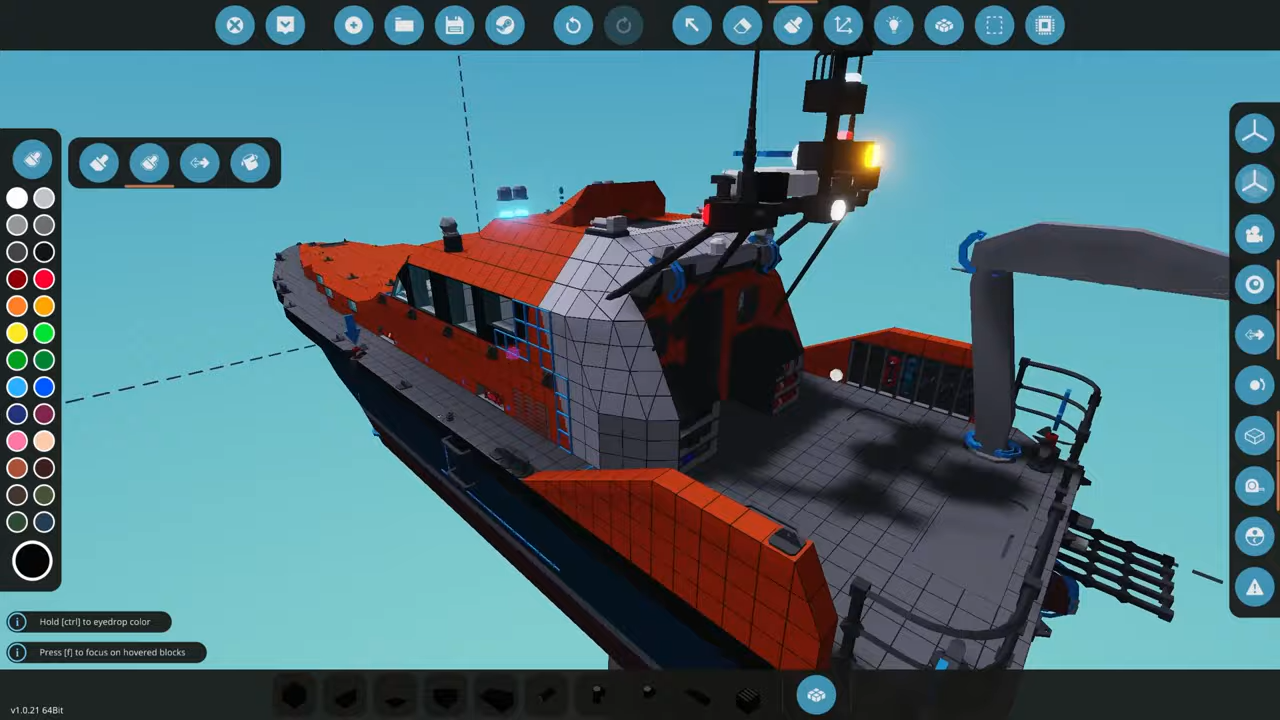 Hold [ctrl] to eyedrop color
Press [f] to focus on hovered blocks
v1.0.21 64Bit